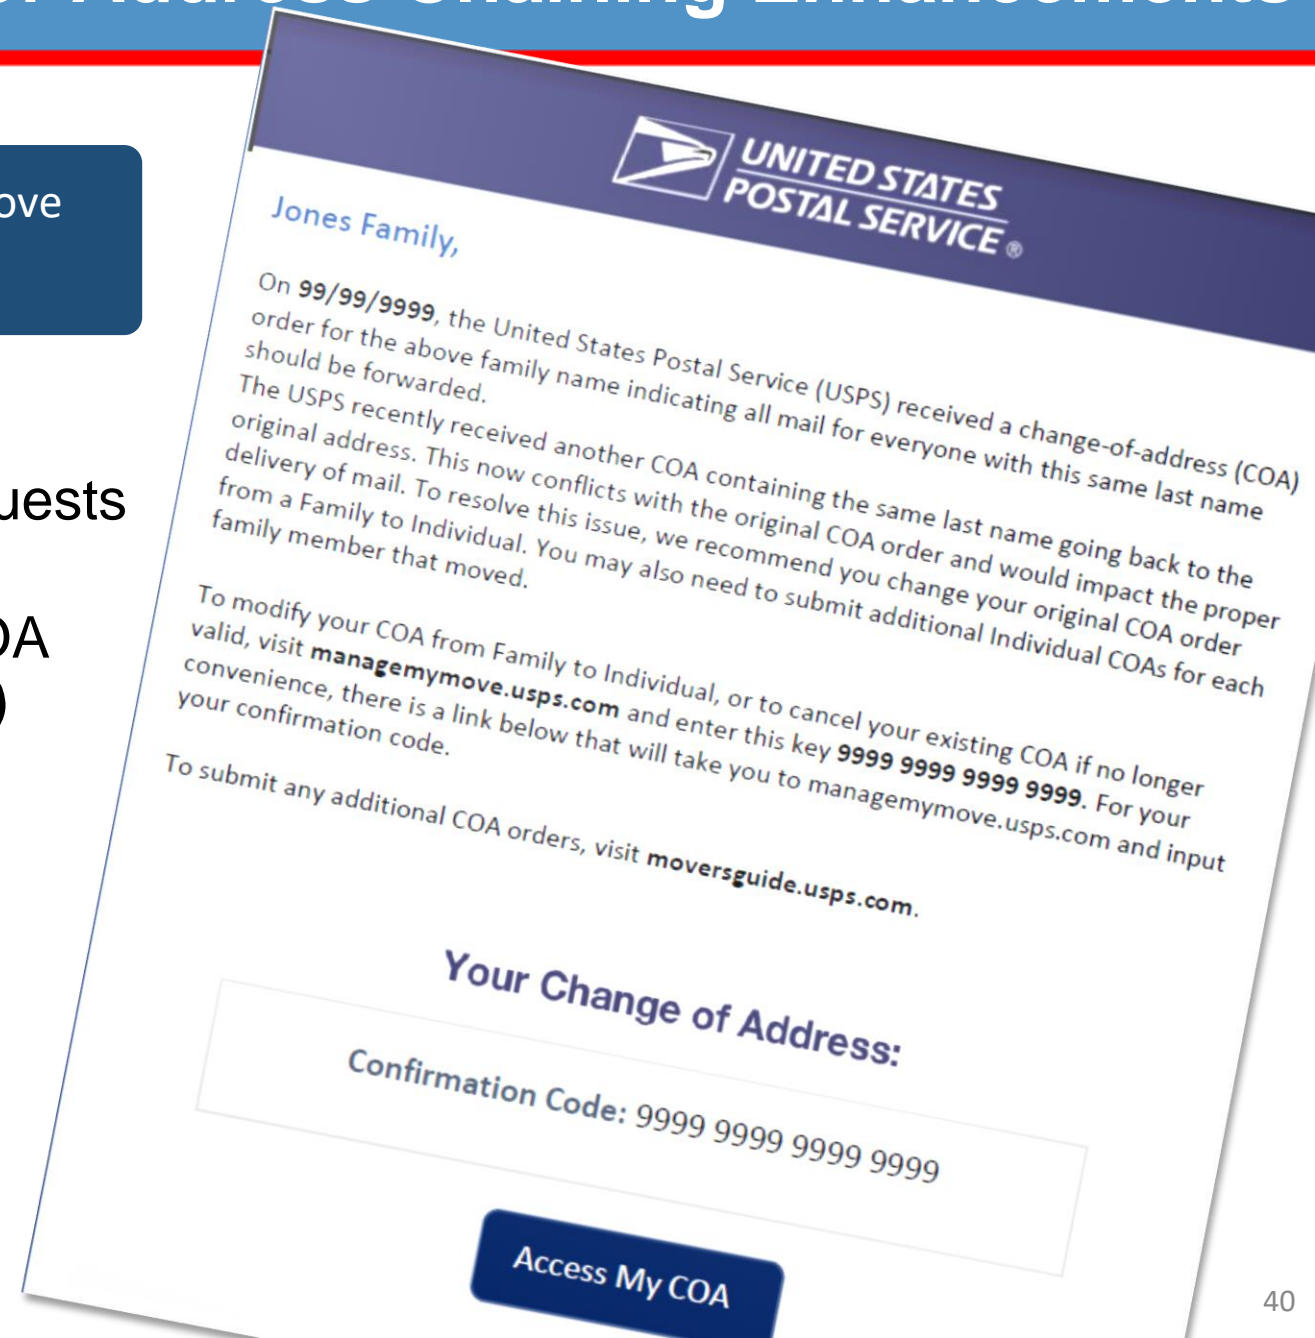 Address Chaining Enhancements
UNITED STATES
POSTAL SERVICE®
Jones Family,
On 99/99/9999, the United States Postal Service (USPS) received a change-of-address (COA)
order for the above family name indicating all mail for everyone with this same last name
should be forwarded.
The USPS recently received another COA containing the same last name going back to the
original address. This now conflicts with the original COA order and would impact the proper
delivery of mail. To resolve this issue, we recommend you change your original COA order
from a Family to Individual. You may also need to submit additional Individual COAs for each
family member that moved.
To modify your COA from Family to Individual, or to cancel your existing COA if no longer
valid, visit managemymove.usps.com and enter this key 9999 9999 9999 9999. For your
convenience, there is a link below that will take you to managemymove.usps.com and input
your confirmation code.
To submit any additional COA orders, visit moversguide.usps.com.
Your Change of Address:
Confirmation Code: 9999 9999 9999 9999
Access My COA
ove
uests
OA
)
40